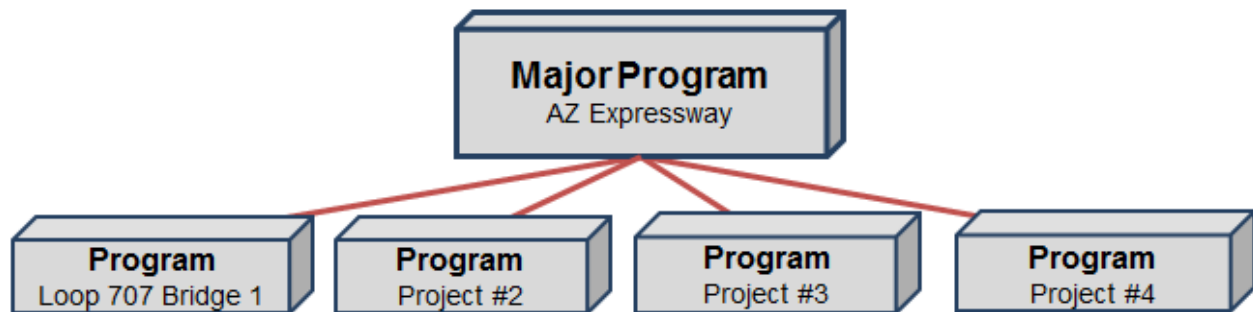 Major Program
AZ Expressway
Program
Loop 707 Bridge 1
Program
Project #2
Program
Project #3
Program
Project #4